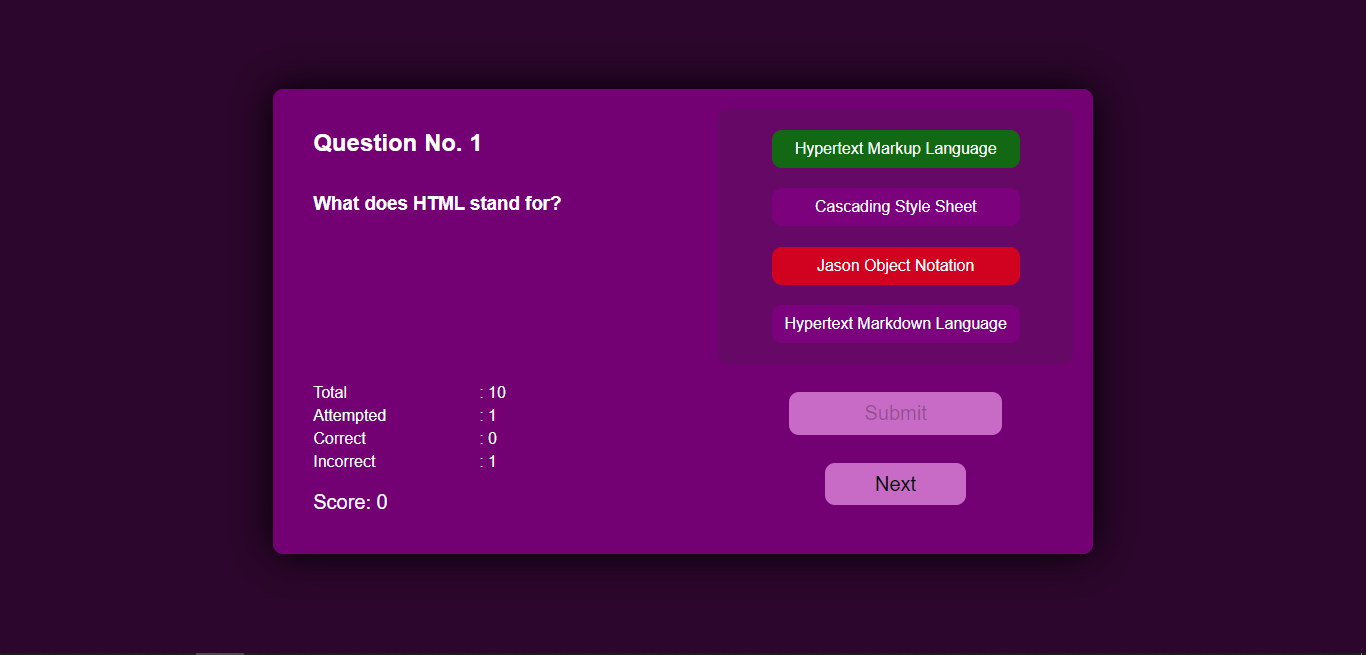 Question No. 1
What does HTML stand for?
Hypertext Markup Language
Cascading Style Sheet
Jason Object Notation
Hypertext Markdown Language
Total : 10
Attempted : 1
Correct : 0
Incorrect : 1
Score: 0
Submit
Next